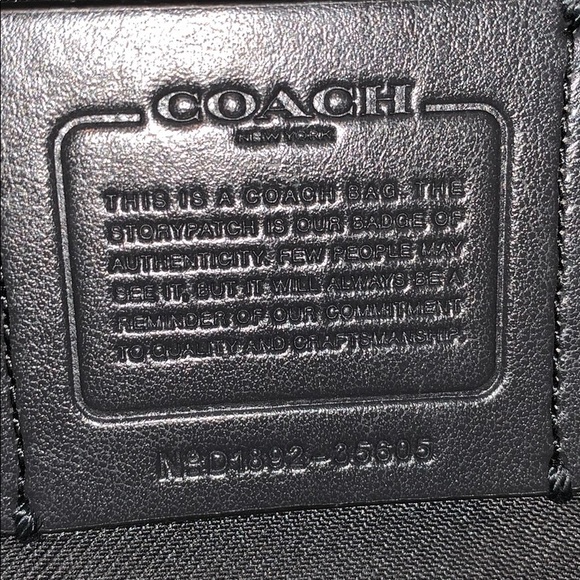 COACH
NEW YORK
THIS IS A COACH BAG. THE
STORYPATCH IS OUR BADGE OF
AUTHENTICITY. FEW PEOPLE MAY
SEE IT, BUT IT WILL ALWAYS BE A
REMINDER OF OUR COMMITMENT
TO QUALITY AND CRAFTSMANSHIP.
Nº D1892-35605